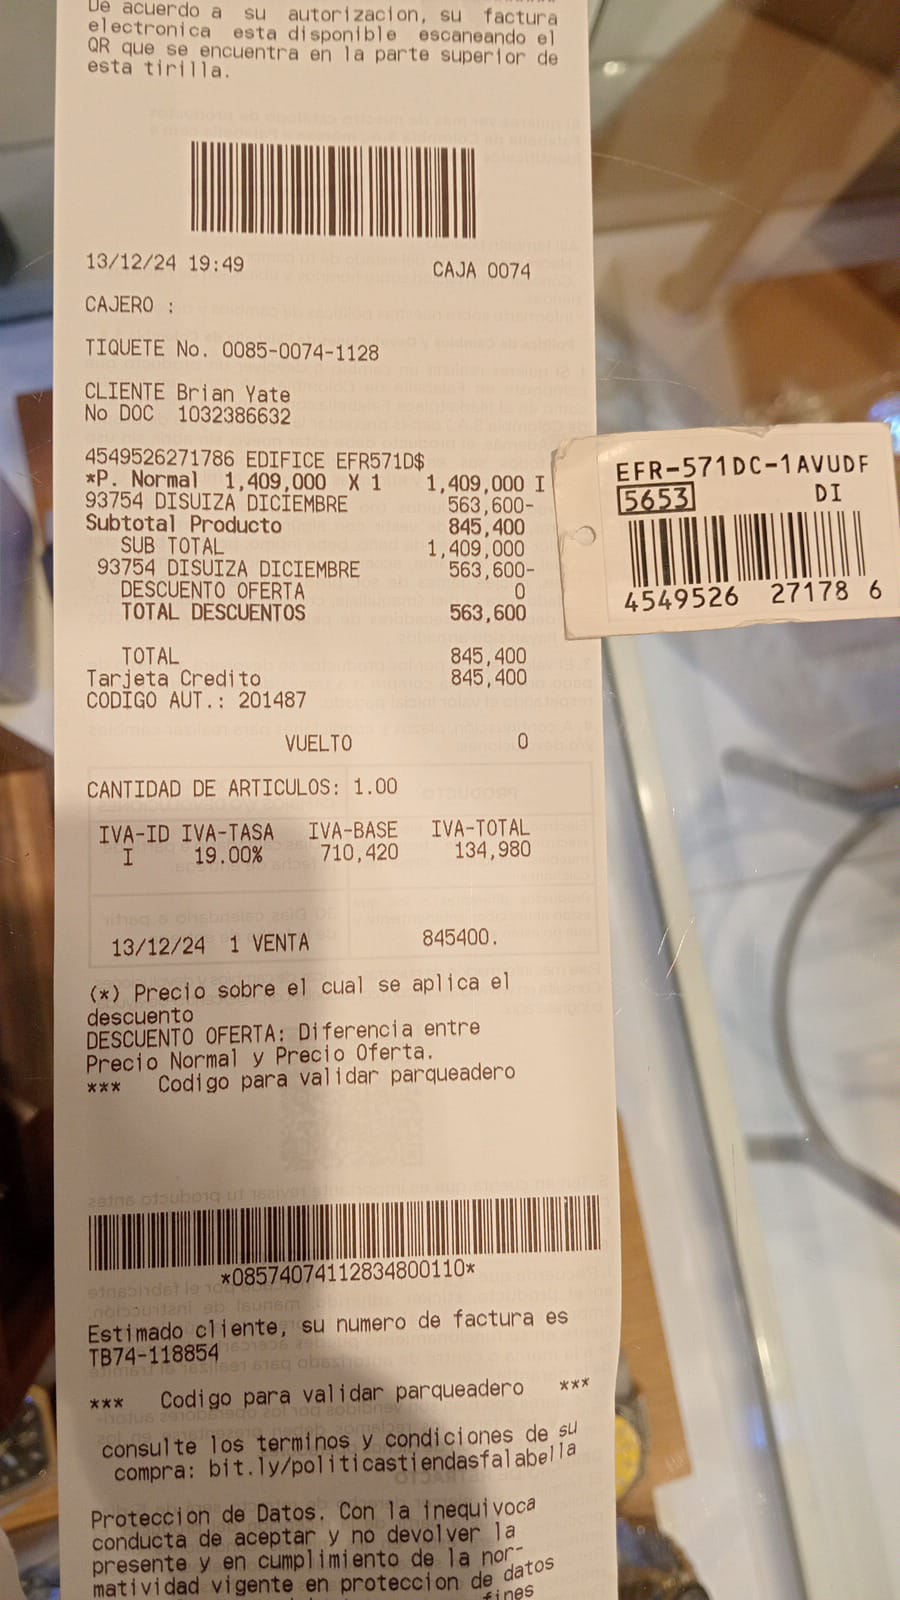 De acuerdo a su autorizacion, su factura
electronica esta disponible escaneando el
QR que se encuentra en la parte superior de
esta tirilla.
13/12/24 19:49 CAJA 0074
CAJERO :
TIQUETE No. 0085-0074-1128
CLIENTE Brian Yate
No DOC 1032386632
4549526271786 EDIFICE EFR571D$
*P. Normal 1,409,000 X 1 1,409,000 I
93754 DISUIZA DICIEMBRE 563,600-
Subtotal Producto 845,400
SUB TOTAL 1,409,000
93754 DISUIZA DICIEMBRE 563,600-
DESCUENTO OFERTA 0
TOTAL DESCUENTOS 563,600
TOTAL 845,400
Tarjeta Credito 845,400
CODIGO AUT.: 201487
VUELTO 0
CANTIDAD DE ARTICULOS: 1.00
IVA-ID IVA-TASA IVA-BASE IVA-TOTAL
I 19.00% 710,420 134,980
13/12/24 1 VENTA 845400.
(*) Precio sobre el cual se aplica el
descuento
DESCUENTO OFERTA: Diferencia entre
Precio Normal y Precio Oferta.
*** Codigo para validar parqueadero
*08574074112834800110*
Estimado cliente, su numero de factura es
TB74-118854
*** Codigo para validar parqueadero ***
consulte los terminos y condiciones de su
compra: bit.ly/politicastiendasfalabella
Proteccion de Datos. Con la inequivoca
conducta de aceptar y no devolver la
presente y en cumplimiento de la nor-
matividad vigente en proteccion de datos
fines
EFR-571DC-1AVUDF
5653 DI
4549526 27178 6